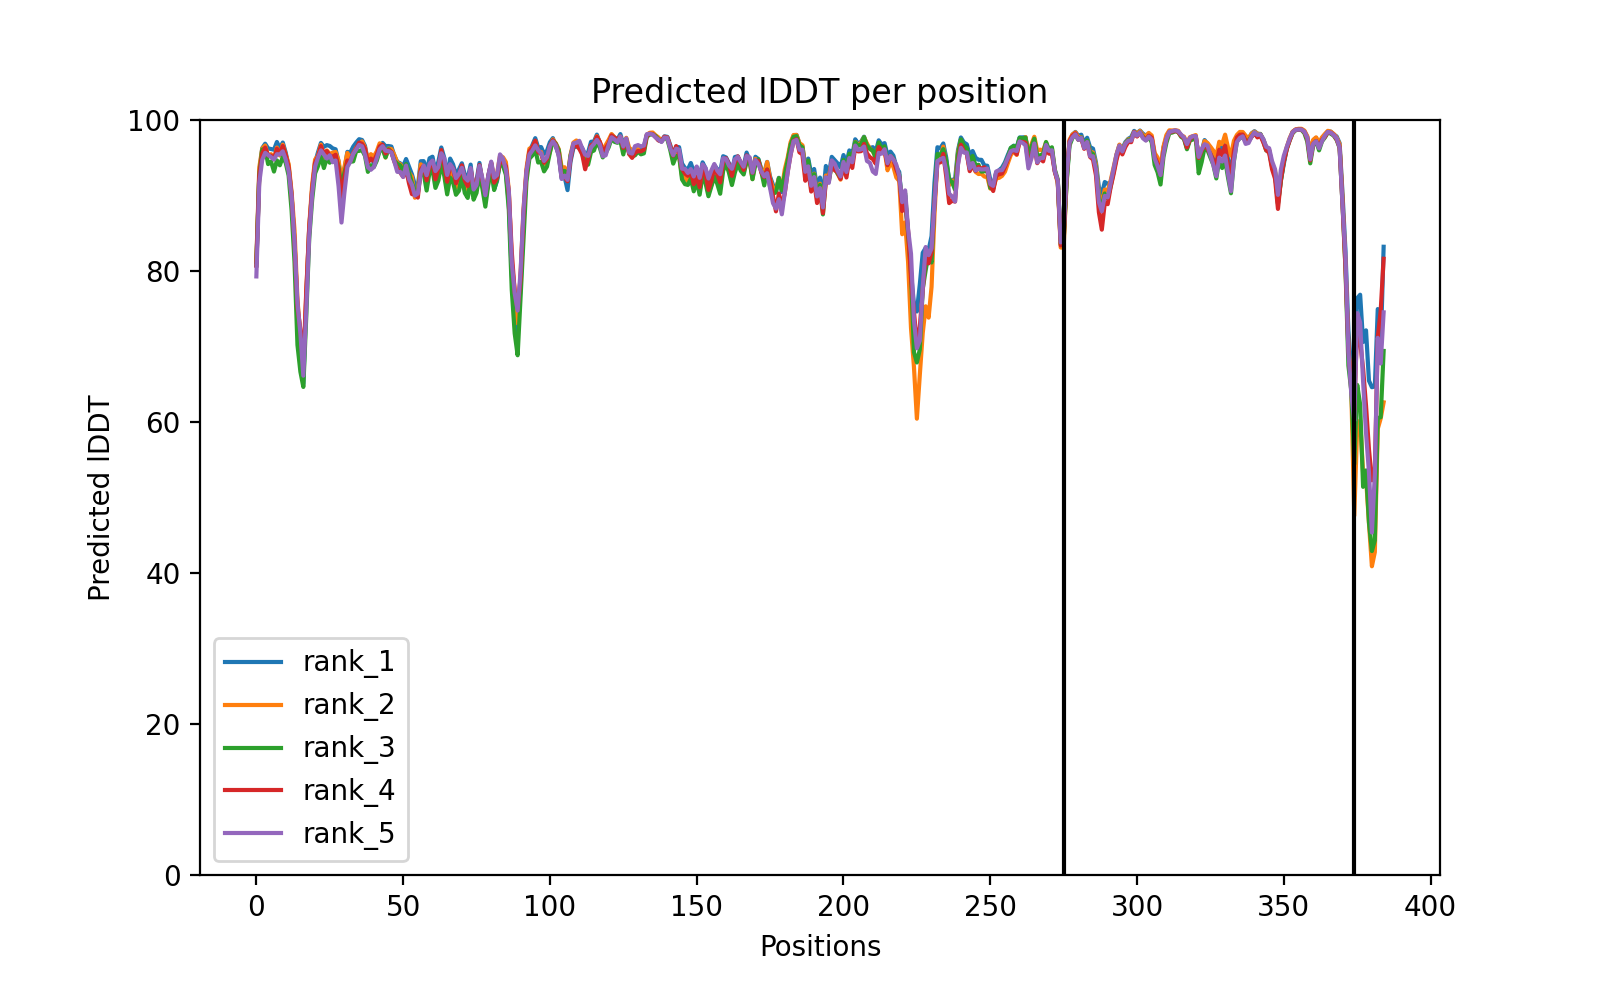 Predicted lDDT per position
100
80
60
40
20
0
Predicted lDDT
rank_1
rank_2
rank_3
rank_4
rank_5
0 50 100 150 200 250 300 350 400
Positions